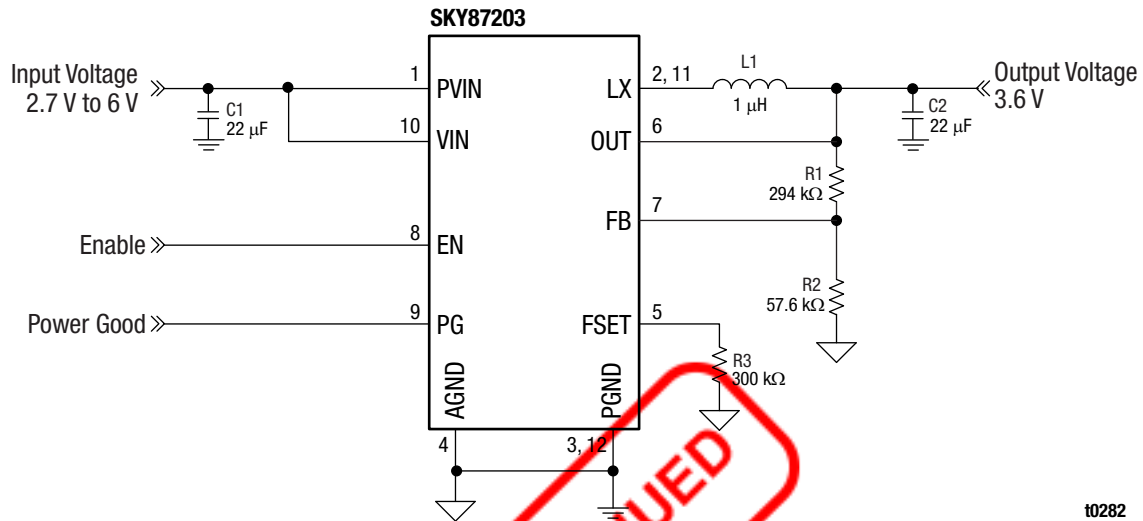 SKY87203
Input Voltage
2.7 V to 6 V
C1
22 μF
1
PVIN
10
VIN
Enable
8
EN
Power Good
9
PG
AGND
4
PGND
3, 12
LX
2, 11
L1
1 μH
OUT
6
FB
7
FSET
5
R1
294 kΩ
R2
57.6 kΩ
R3
300 kΩ
C2
22 μF
Output Voltage
3.6 V
UED
t0282